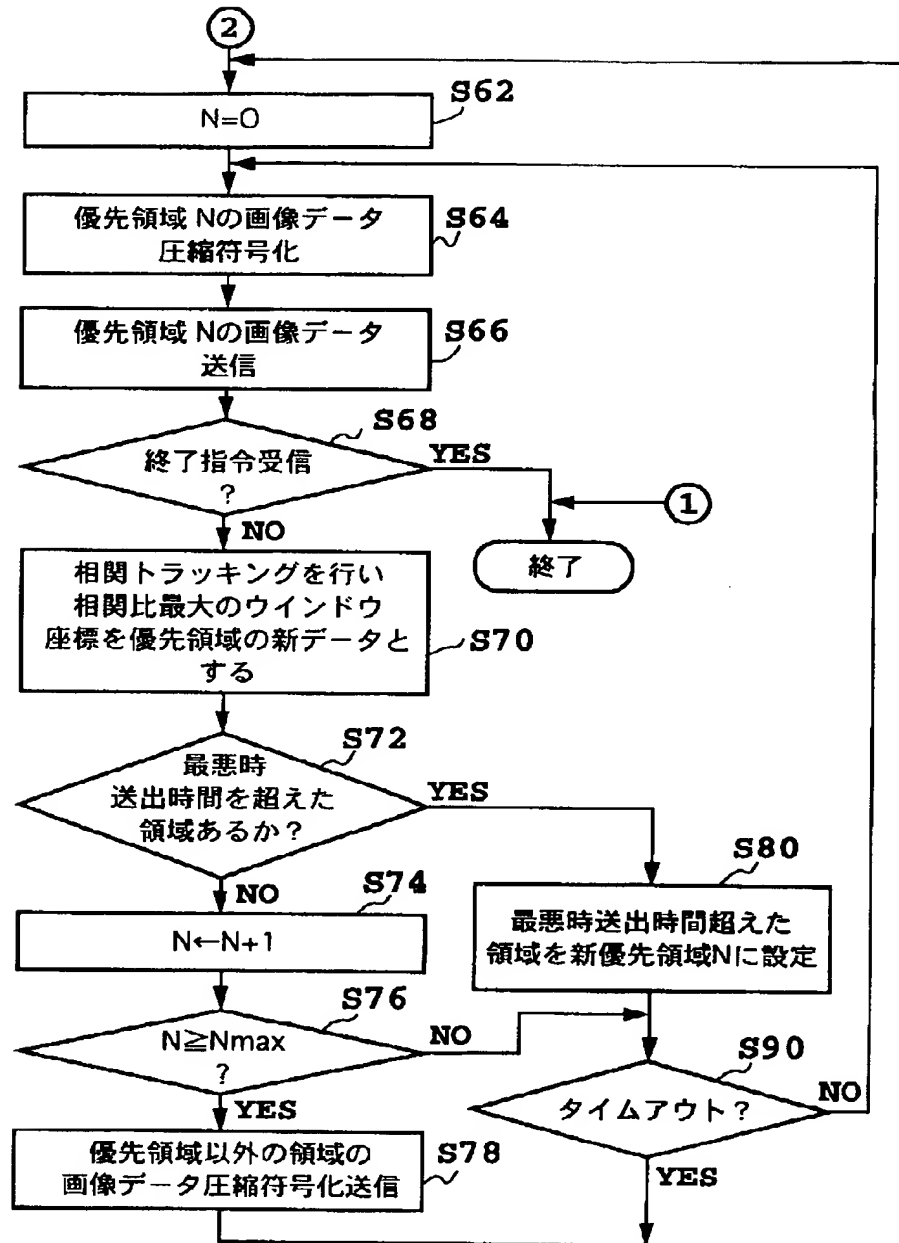 2
S62
N=0
優先領域 Nの画像データ
圧縮符号化
S64
優先領域 Nの画像データ
送信
S66
S68
終了指令受信
?
YES
1
NO
終了
相関トラッキングを行い
相関比最大のウインドウ
座標を優先領域の新データと
する
S70
S72
最悪時
送出時間を超えた
領域あるか?
YES
S80
NO
S74
N←N+1
最悪時送出時間超えた
領域を新優先領域Nに設定
S76
N≧Nmax
?
NO
S90
タイムアウト?
NO
YES
優先領域以外の領域の
画像データ圧縮符号化送信
S78
YES